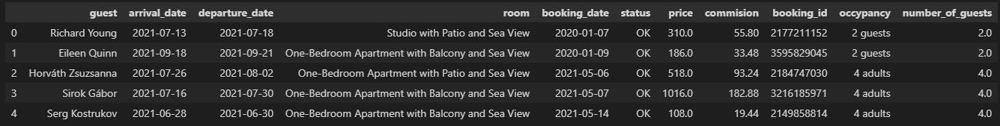 guest arrival_date departure_date room booking_date status price commision booking_id occypancy number_of_guests
0 Richard Young 2021-07-13 2021-07-18 Studio with Patio and Sea View 2020-01-07 OK 310.0 55.80 2177211152 2 guests 2.0
1 Eileen Quinn 2021-09-18 2021-09-21 One-Bedroom Apartment with Balcony and Sea View 2020-01-09 OK 186.0 33.48 3595829045 2 guests 2.0
2 Horváth Zsuzsanna 2021-07-26 2021-08-02 One-Bedroom Apartment with Patio and Sea View 2021-05-06 OK 518.0 93.24 2184747030 4 adults 4.0
3 Sirok Gábor 2021-07-16 2021-07-30 One-Bedroom Apartment with Balcony and Sea View 2021-05-07 OK 1016.0 182.88 3216185971 4 adults 4.0
4 Serg Kostrukov 2021-06-28 2021-06-30 One-Bedroom Apartment with Balcony and Sea View 2021-05-14 OK 108.0 19.44 2149858814 4 adults 4.0